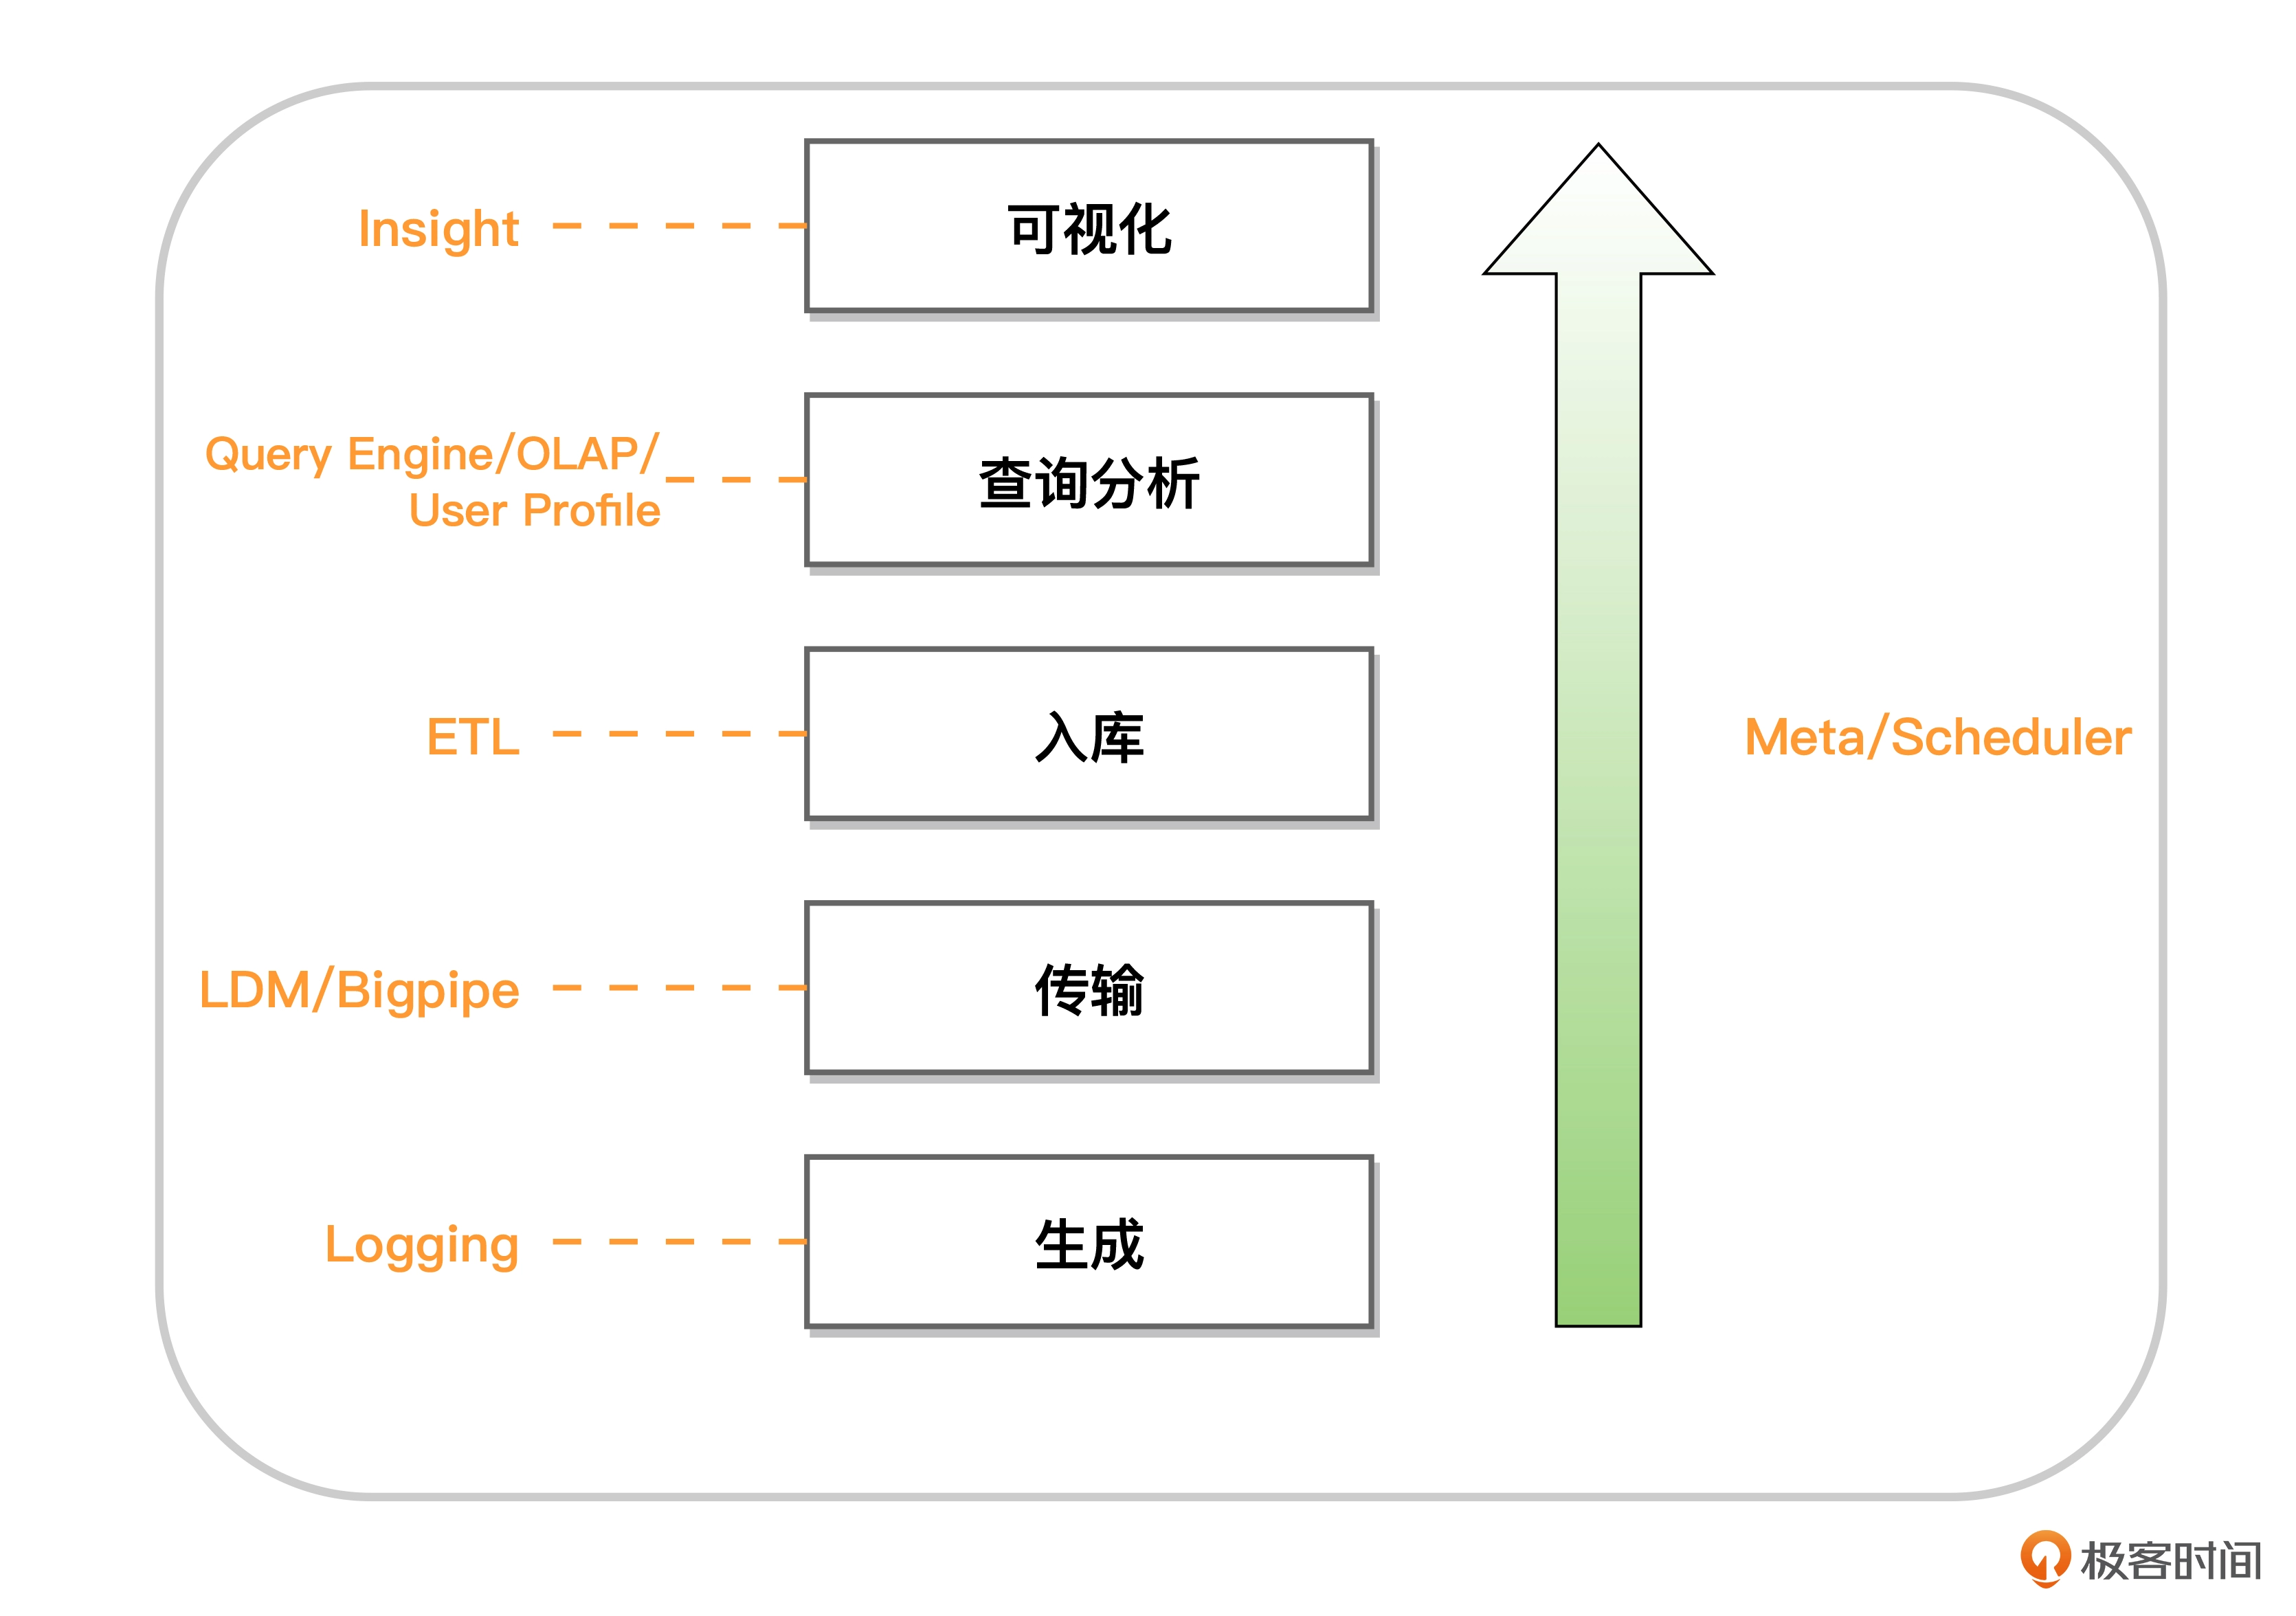 Insight
可视化
Query Engine/OLAP/
User Profile
查询分析
ETL
入库
Meta/Scheduler
LDM/Bigpipe
传输
Logging
生成
极客时间